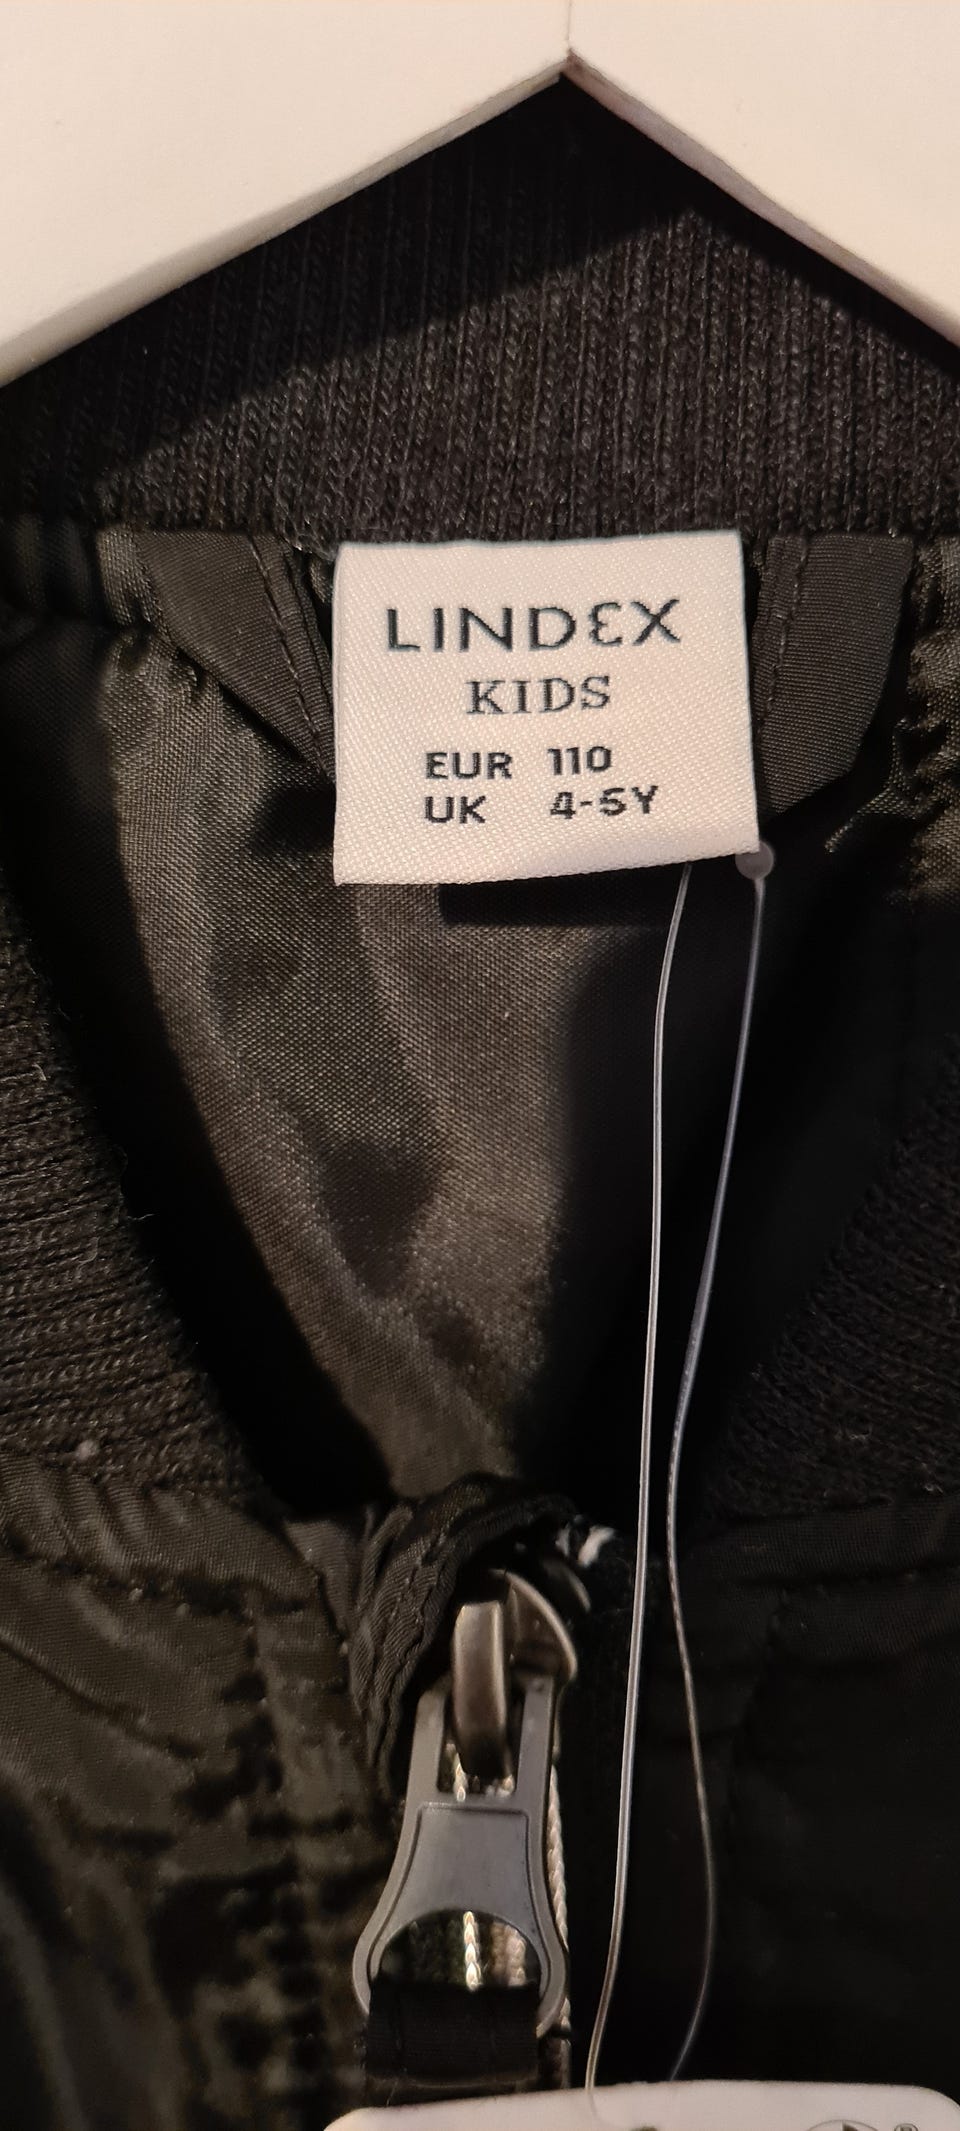 LINDEX
KIDS
EUR 110
UK 4-5Y
®